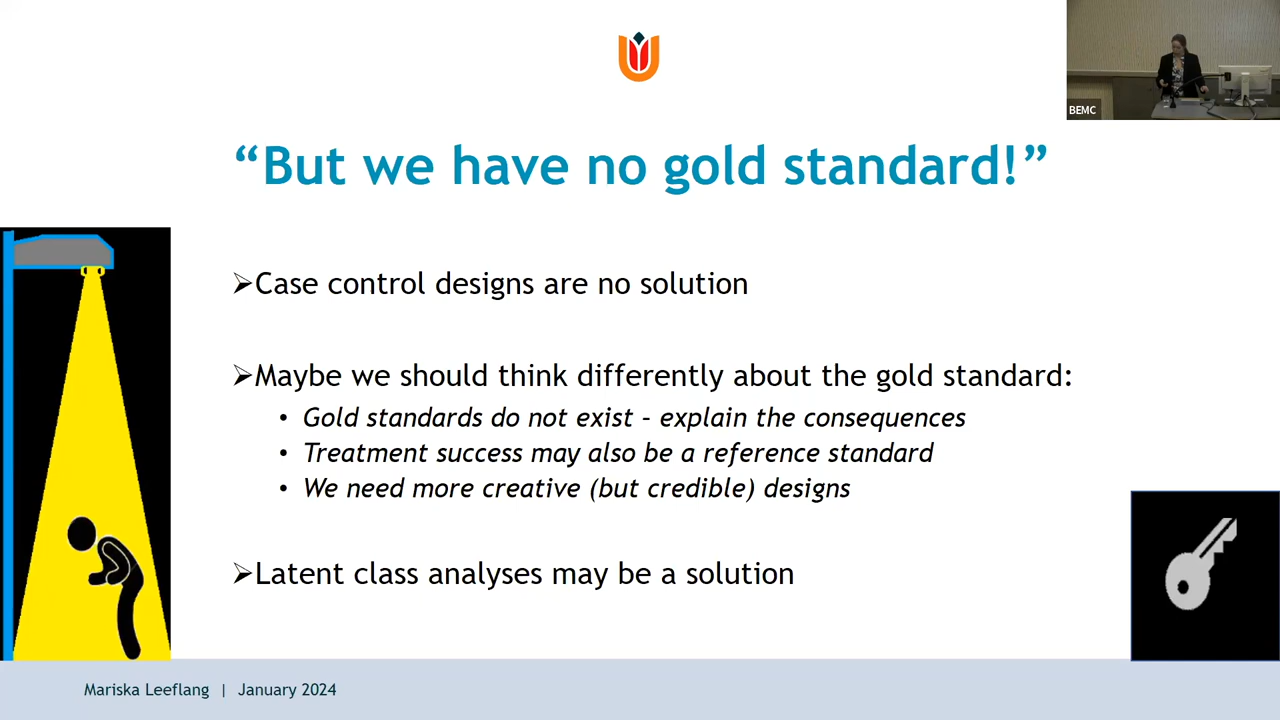 BEMC
“But we have no gold standard!”
➢Case control designs are no solution
➢Maybe we should think differently about the gold standard:
• Gold standards do not exist – explain the consequences
• Treatment success may also be a reference standard
• We need more creative (but credible) designs
➢Latent class analyses may be a solution
Mariska Leeflang | January 2024